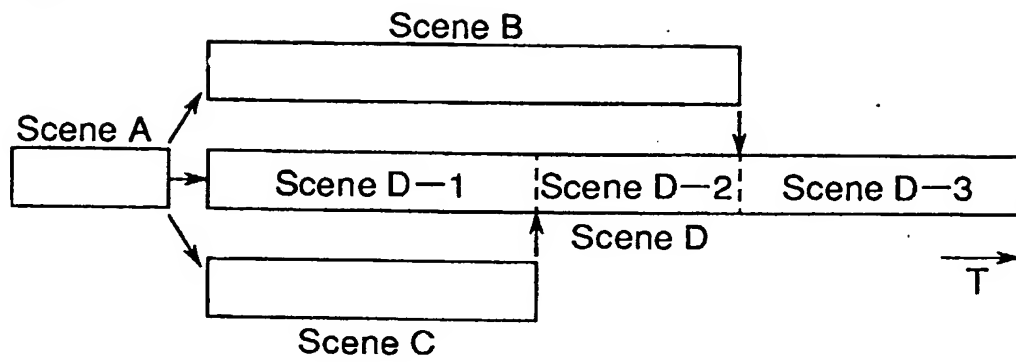 Scene B
Scene A
Scene D—1
Scene D—2
Scene D—3
Scene D
T
Scene C